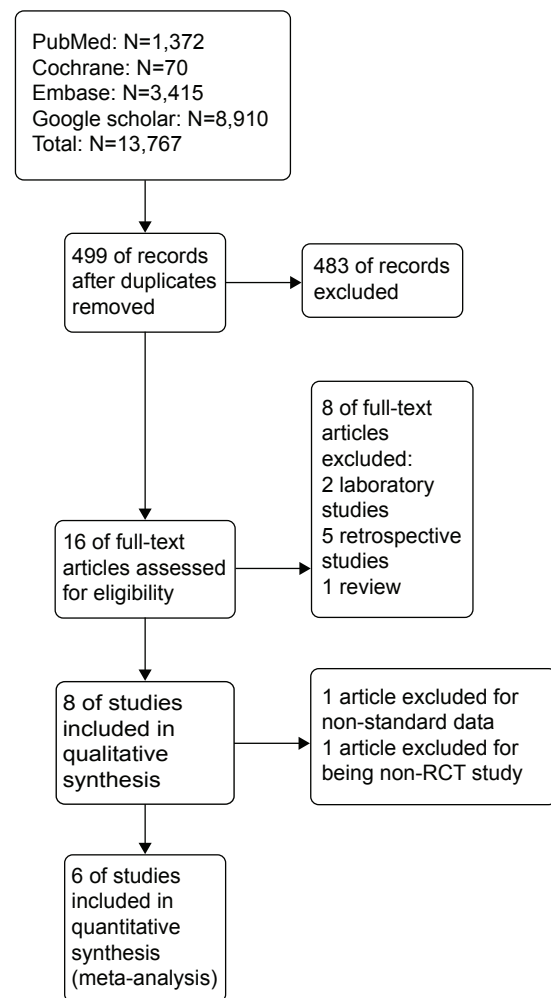 PubMed: N=1,372
Cochrane: N=70
Embase: N=3,415
Google scholar: N=8,910
Total: N=13,767
499 of records
after duplicates
removed
483 of records
excluded
8 of full-text
articles
excluded:
2 laboratory
studies
5 retrospective
studies
1 review
16 of full-text
articles assessed
for eligibility
8 of studies
included in
qualitative
synthesis
1 article excluded for
non-standard data
1 article excluded for
being non-RCT study
6 of studies
included in
quantitative
synthesis
(meta-analysis)